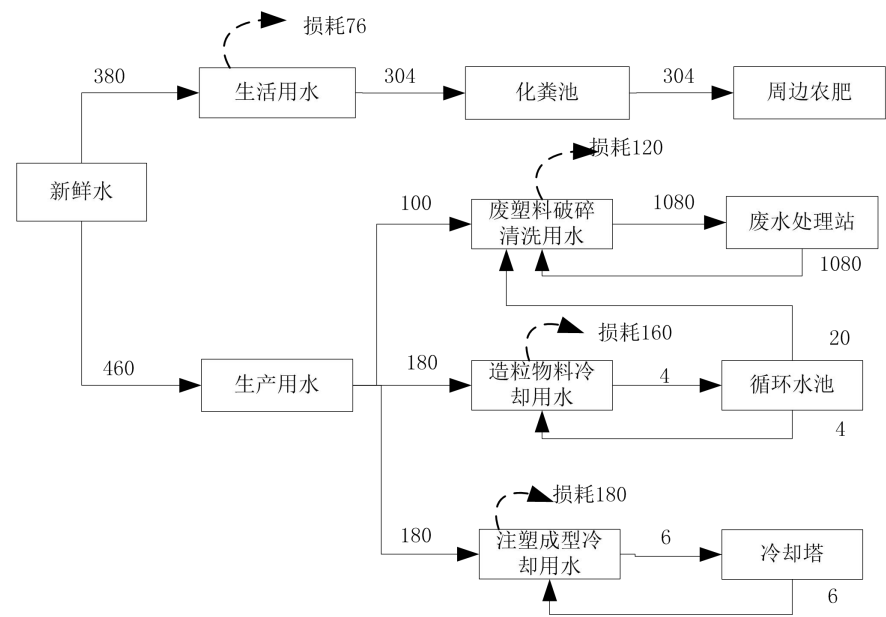 损耗76
380
生活用水
304
化粪池
304
周边农肥
新鲜水
损耗120
100
废塑料破碎
清洗用水
1080
废水处理站
1080
损耗160
20
460
生产用水
180
造粒物料冷
却用水
4
循环水池
4
损耗180
180
注塑成型冷
却用水
6
冷却塔
6